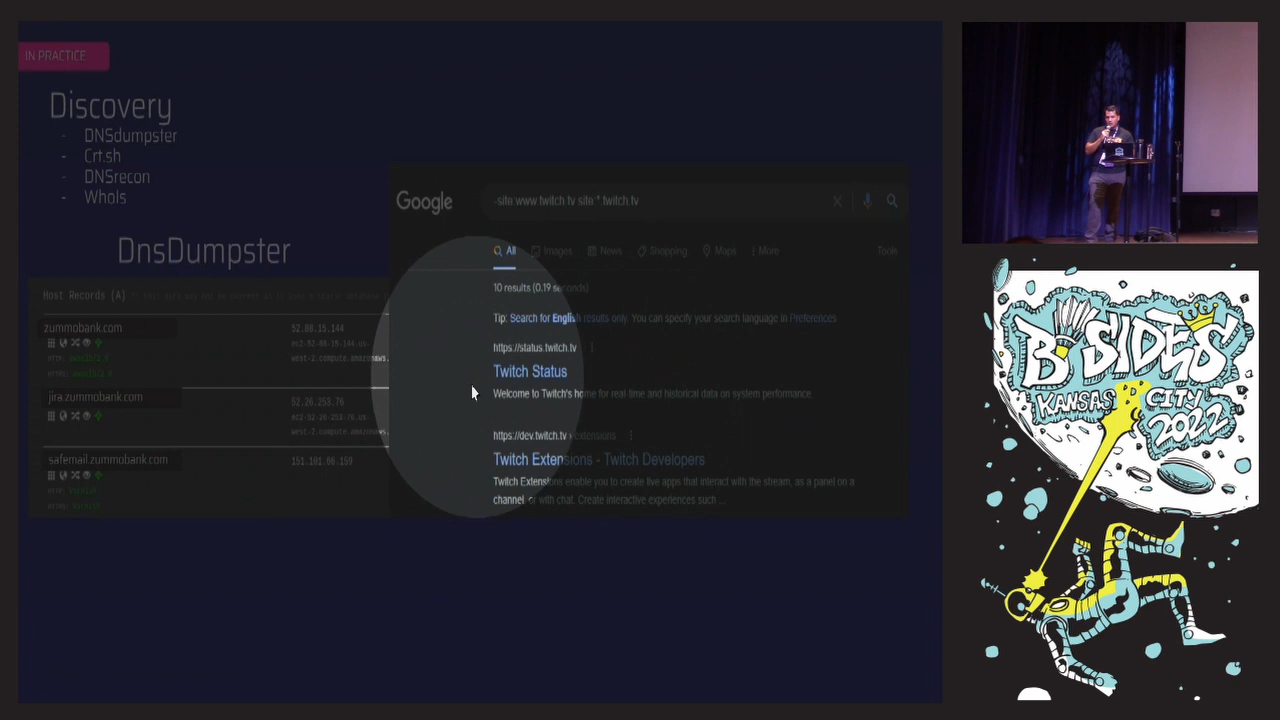 IN PRACTICE
Discovery
- DNSdumpster
- Crt.sh
- DNSrecon
- WhoIs
DnsDumpster
Host Records (A)
zummobank.com
52.88.15.144
jira.zummobank.com
52.26.253.76
safemail.zummobank.com
151.101.66.159
Google
-site:www.twitch.tv site:*.twitch.tv
All Images News Shopping Maps More Tools
10 results (0.19 seconds)
Tip: Search for English results only. You can specify your search language in Preferences
https://status.twitch.tv
Twitch Status
Welcome to Twitch's home for real-time and historical data on system performance
https://dev.twitch.tv › extensions
Twitch Extensions - Twitch Developers
Twitch Extensions enable you to create live apps that interact with the stream, as a panel on a
channel, or with chat. Create interactive experiences such ...
BSIDES
KANSAS CITY
2022